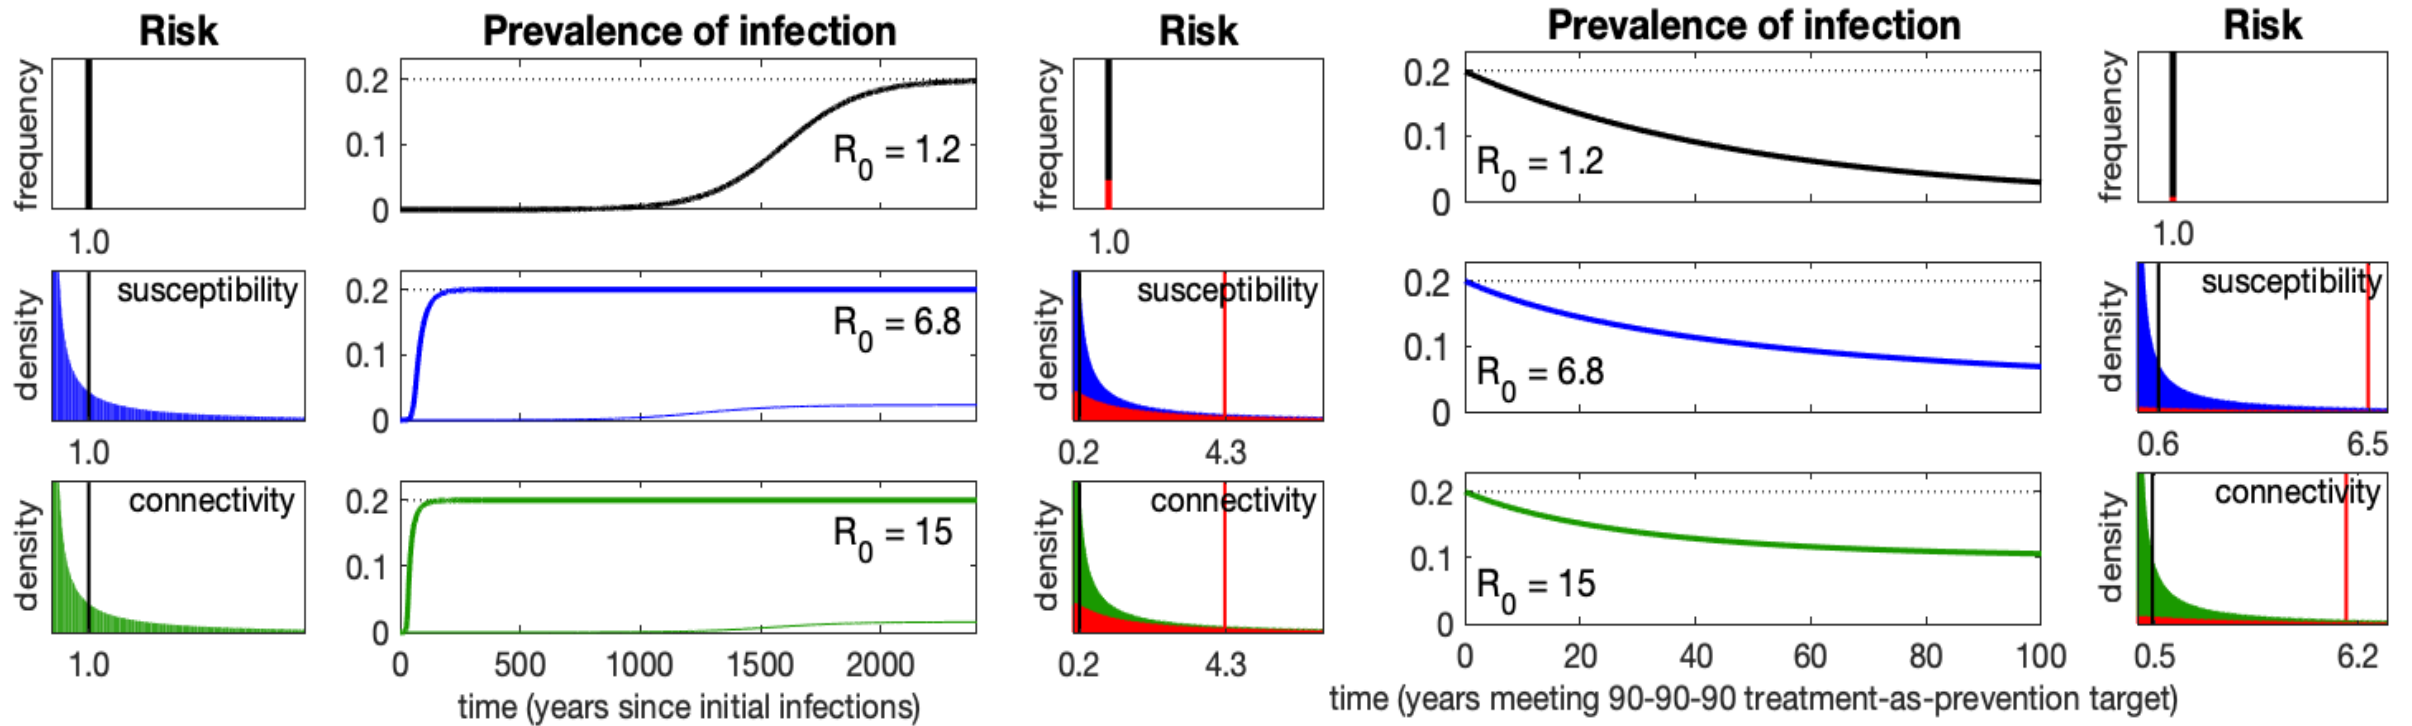 Risk
Prevalence of infection
Risk
Prevalence of infection
Risk
frequency
0.2
0.1
0
R0 = 1.2
1.0
frequency
1.0
0.2
0.1
0
R0 = 1.2
frequency
1.0
density
susceptibility
1.0
0.2
0.1
0
R0 = 6.8
density
susceptibility
0.2 4.3
0.2
0.1
0
R0 = 6.8
density
susceptibility
0.6 6.5
density
connectivity
1.0
0.2
0.1
0
R0 = 15
0 500 1000 1500 2000
time (years since initial infections)
density
connectivity
0.2 4.3
0.2
0.1
0
R0 = 15
0 20 40 60 80 100
time (years meeting 90-90-90 treatment-as-prevention target)
density
connectivity
0.5 6.2